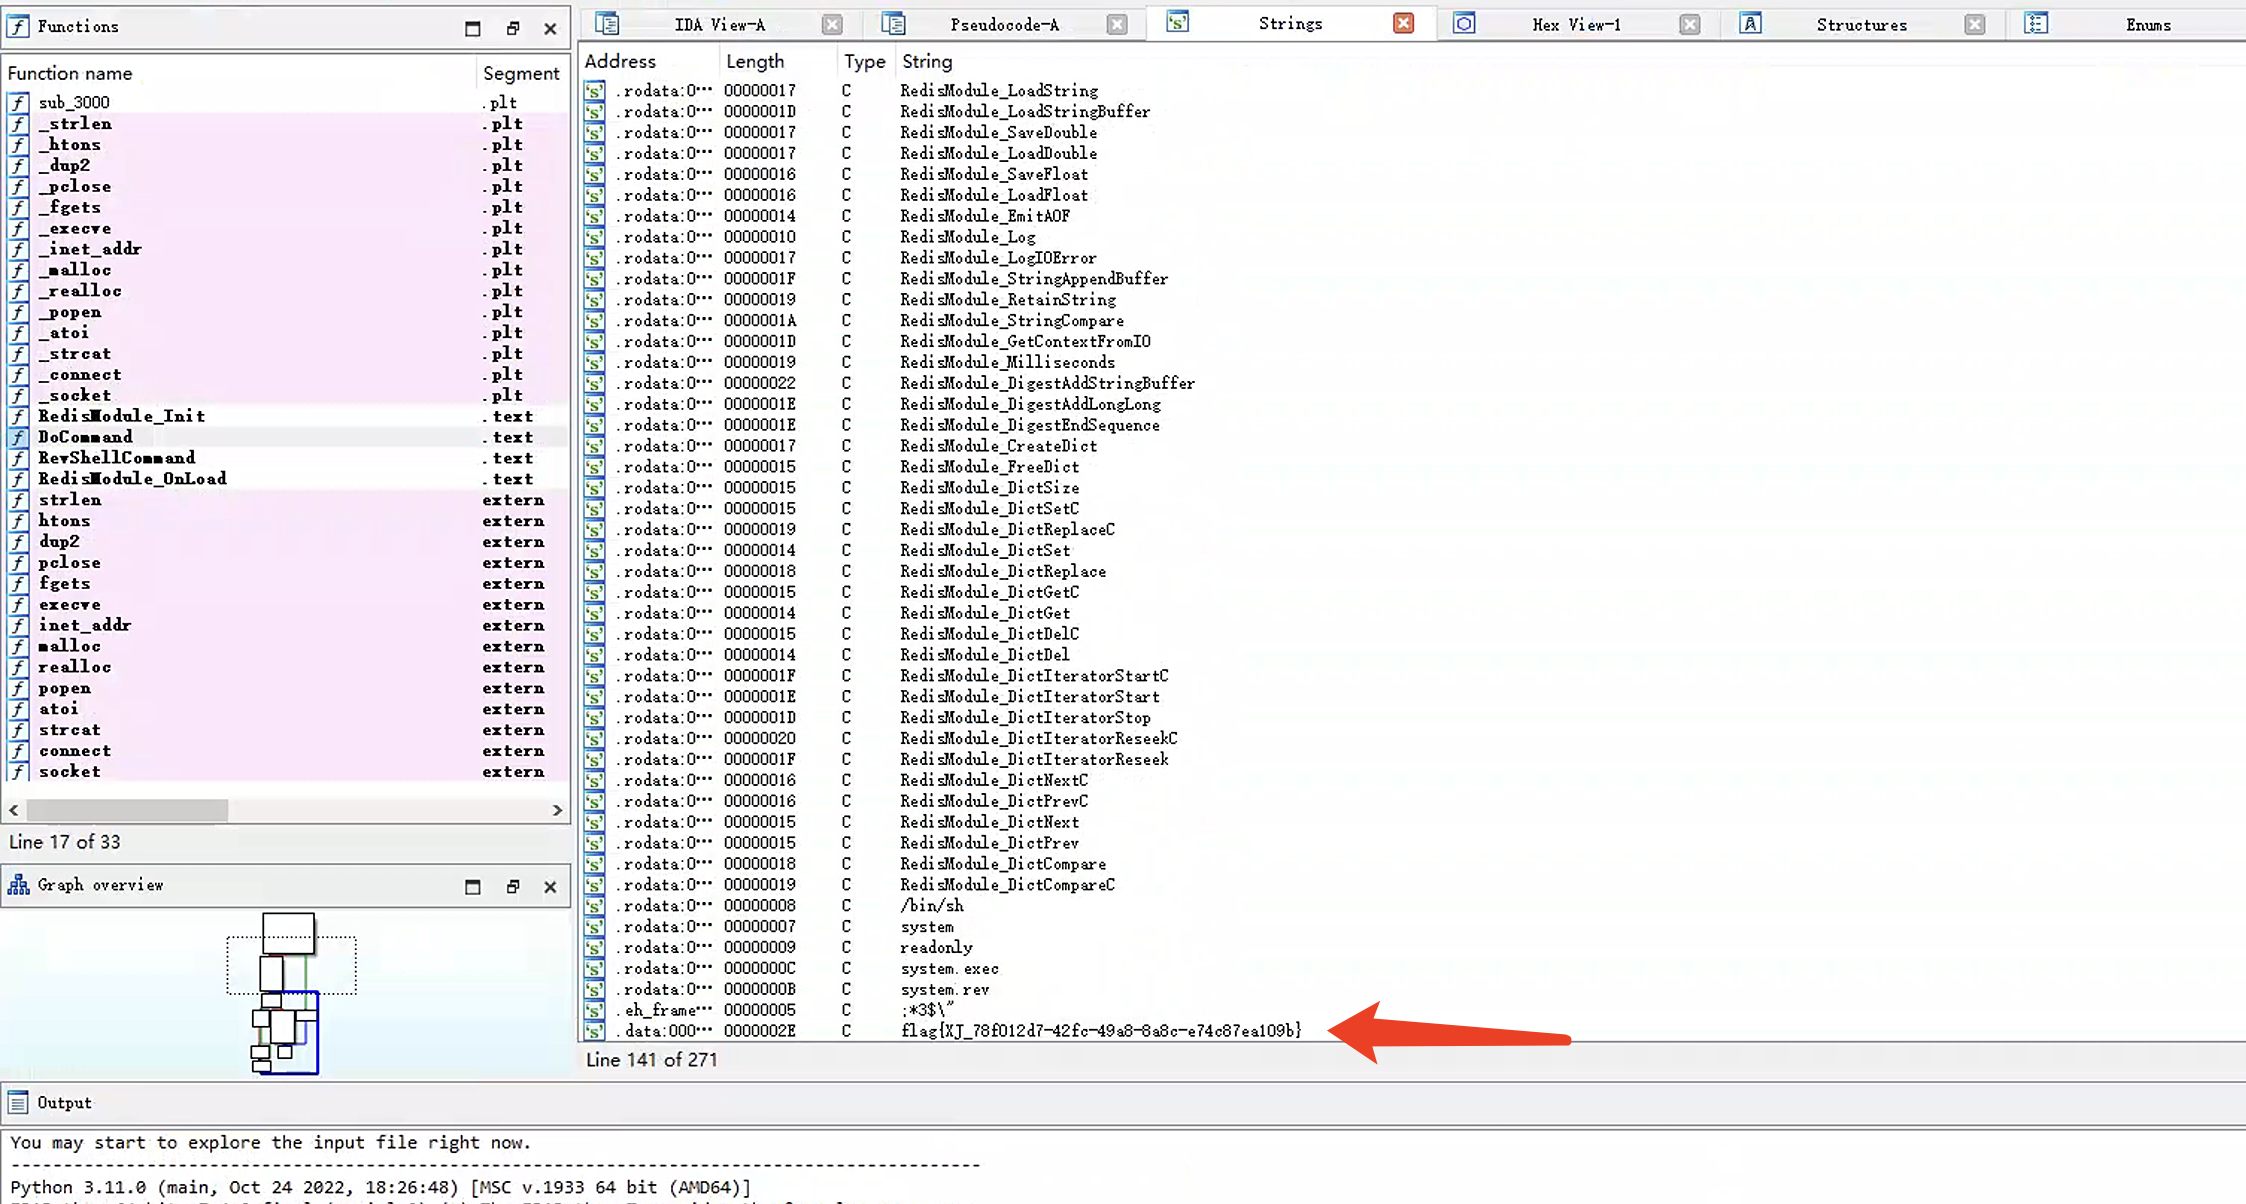 Functions
Function name Segment
sub_3000 .plt
_strlen .plt
_htons .plt
_dup2 .plt
_pclose .plt
_fgets .plt
_execve .plt
_inet_addr .plt
_malloc .plt
_realloc .plt
_popen .plt
_atoi .plt
_strcat .plt
_connect .plt
_socket .plt
RedisModule_Init .text
DoCommand .text
RevShellCommand .text
RedisModule_OnLoad .text
strlen extern
htons extern
dup2 extern
pclose extern
fgets extern
execve extern
inet_addr extern
malloc extern
realloc extern
popen extern
atoi extern
strcat extern
connect extern
socket extern
Line 17 of 33
Graph overview
IDA View-A Pseudocode-A Strings Hex View-1 Structures Enums
Address Length Type String
.rodata:0… 00000017 C RedisModule_LoadString
.rodata:0… 0000001D C RedisModule_LoadStringBuffer
.rodata:0… 00000017 C RedisModule_SaveDouble
.rodata:0… 00000017 C RedisModule_LoadDouble
.rodata:0… 00000016 C RedisModule_SaveFloat
.rodata:0… 00000016 C RedisModule_LoadFloat
.rodata:0… 00000014 C RedisModule_EmitAOF
.rodata:0… 00000010 C RedisModule_Log
.rodata:0… 00000017 C RedisModule_LogIOError
.rodata:0… 0000001F C RedisModule_StringAppendBuffer
.rodata:0… 00000019 C RedisModule_RetainString
.rodata:0… 0000001A C RedisModule_StringCompare
.rodata:0… 0000001D C RedisModule_GetContextFromIO
.rodata:0… 00000019 C RedisModule_Milliseconds
.rodata:0… 00000022 C RedisModule_DigestAddStringBuffer
.rodata:0… 0000001E C RedisModule_DigestAddLongLong
.rodata:0… 0000001E C RedisModule_DigestEndSequence
.rodata:0… 00000017 C RedisModule_CreateDict
.rodata:0… 00000015 C RedisModule_FreeDict
.rodata:0… 00000015 C RedisModule_DictSize
.rodata:0… 00000015 C RedisModule_DictSetC
.rodata:0… 00000019 C RedisModule_DictReplaceC
.rodata:0… 00000014 C RedisModule_DictSet
.rodata:0… 00000018 C RedisModule_DictReplace
.rodata:0… 00000015 C RedisModule_DictGetC
.rodata:0… 00000014 C RedisModule_DictGet
.rodata:0… 00000015 C RedisModule_DictDelC
.rodata:0… 00000014 C RedisModule_DictDel
.rodata:0… 0000001F C RedisModule_DictIteratorStartC
.rodata:0… 0000001E C RedisModule_DictIteratorStart
.rodata:0… 0000001D C RedisModule_DictIteratorStop
.rodata:0… 00000020 C RedisModule_DictIteratorReseekC
.rodata:0… 0000001F C RedisModule_DictIteratorReseek
.rodata:0… 00000016 C RedisModule_DictNextC
.rodata:0… 00000016 C RedisModule_DictPrevC
.rodata:0… 00000015 C RedisModule_DictNext
.rodata:0… 00000015 C RedisModule_DictPrev
.rodata:0… 00000018 C RedisModule_DictCompare
.rodata:0… 00000019 C RedisModule_DictCompareC
.rodata:0… 00000008 C /bin/sh
.rodata:0… 00000007 C system
.rodata:0… 00000009 C readonly
.rodata:0… 0000000C C system.exec
.rodata:0… 0000000B C system.rev
.eh_frame… 00000005 C ;*3$\"
.data:000… 0000002E C flag{XJ_78f012d7-42fc-49a8-8a8c-e74c87ea109b}
Line 141 of 271
Output
You may start to explore the input file right now.
Python 3.11.0 (main, Oct 24 2022, 18:26:48) [MSC v.1933 64 bit (AMD64)]